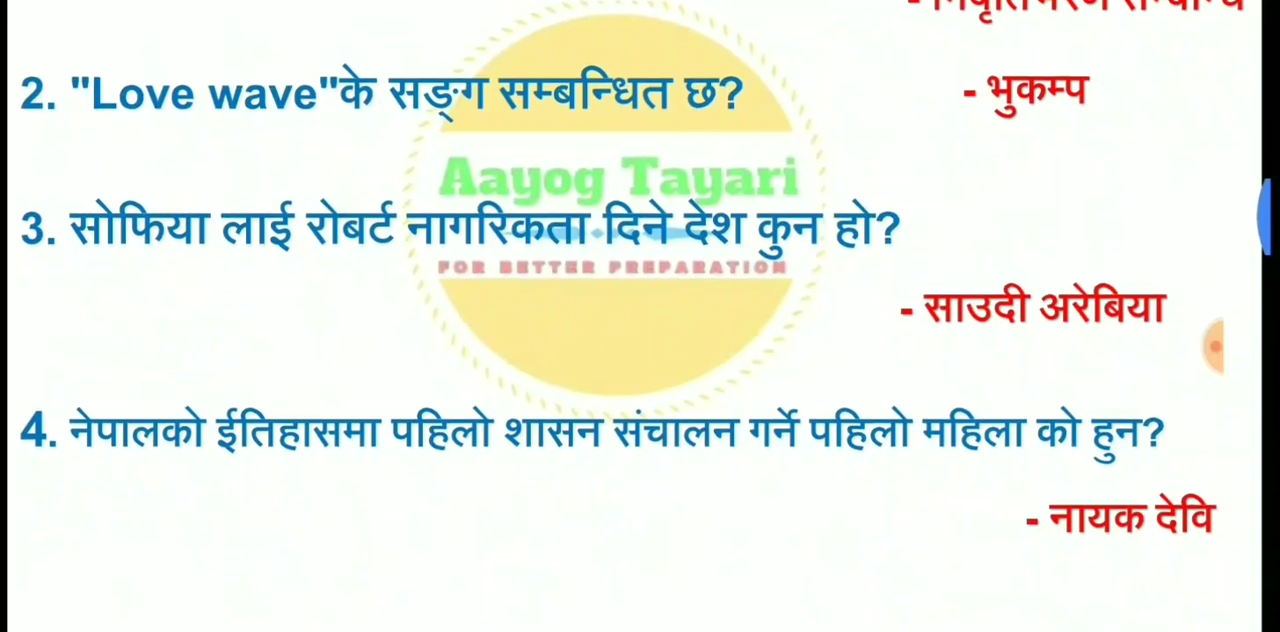 2. "Love wave"के सङ्ग सम्बन्धित छ?
- भुकम्प
Aayog Tayari
3. सोफिया लाई रोबर्ट नागरिकता दिने देश कुन हो?
FOR BETTER PREPARATION
- साउदी अरेबिया
4. नेपालको ईतिहासमा पहिलो शासन संचालन गर्ने पहिलो महिला को हुन?
- नायक देवि